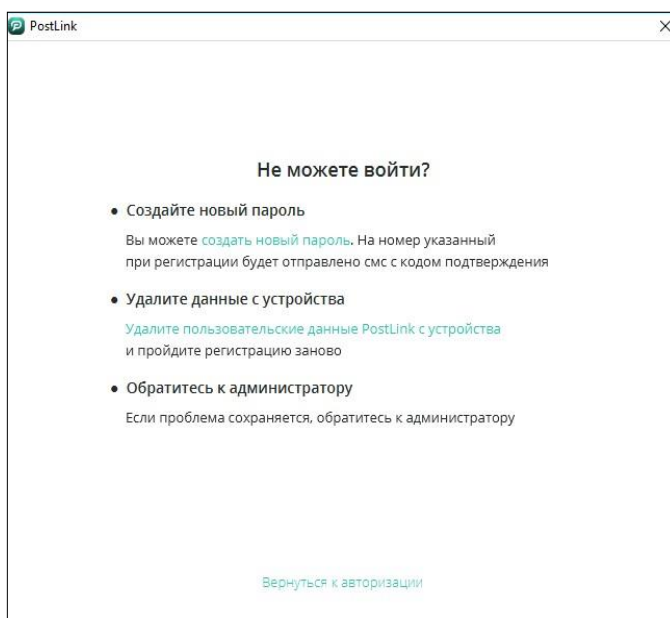 PostLink
Не можете войти?
• Создайте новый пароль
Вы можете создать новый пароль. На номер указанный
при регистрации будет отправлено смс с кодом подтверждения
• Удалите данные с устройства
Удалите пользовательские данные PostLink с устройства
и пройдите регистрацию заново
• Обратитесь к администратору
Если проблема сохраняется, обратитесь к администратору
Вернуться к авторизации